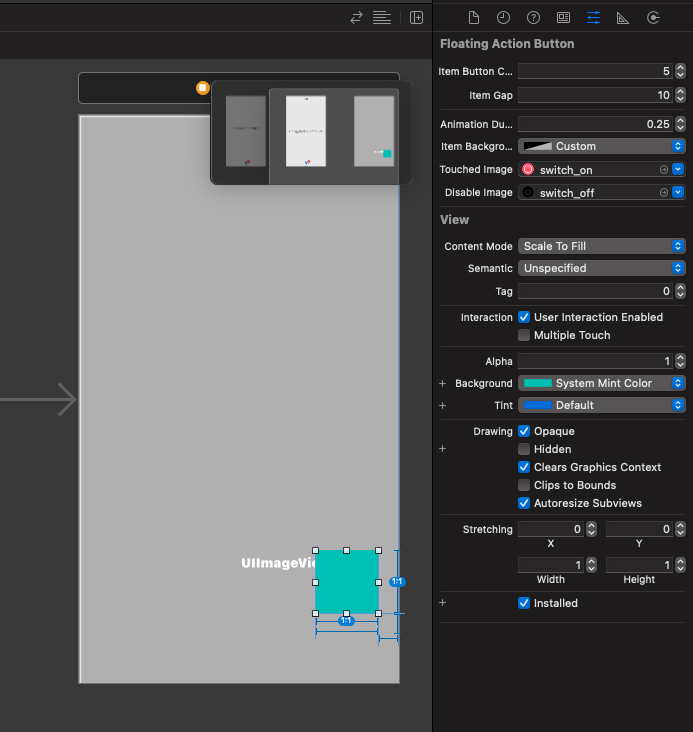 Floating Action Button
Item Button C... 5
Item Gap 10
Animation Du... 0.25
Item Backgro... Custom
Touched Image switch_on
Disable Image switch_off
View
Content Mode Scale To Fill
Semantic Unspecified
Tag 0
Interaction User Interaction Enabled
Multiple Touch
Alpha 1
+ Background System Mint Color
+ Tint Default
Drawing Opaque
+ Hidden
Clears Graphics Context
Clips to Bounds
Autoresize Subviews
Stretching 0 0
X Y
1 1
Width Height
+ Installed
UIImageVie
1:1
1:1